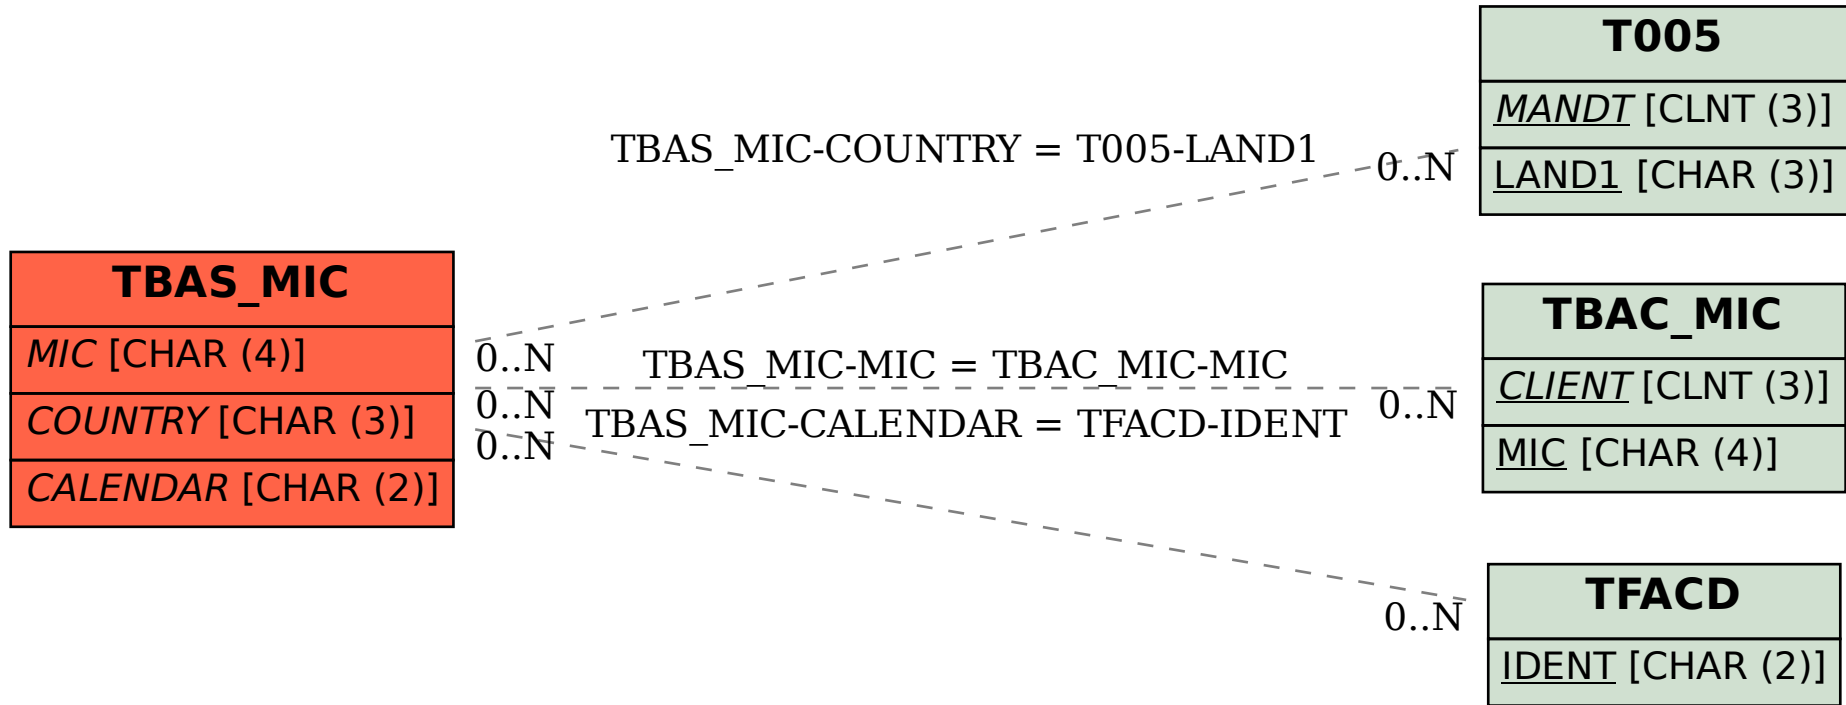 T005
MANDT [CLNT (3)]
LAND1 [CHAR (3)]
TBAS_MIC-COUNTRY = T005-LAND1
0..N
TBAS_MIC
MIC [CHAR (4)]
COUNTRY [CHAR (3)]
CALENDAR [CHAR (2)]
0..N
0..N
0..N
TBAS_MIC-MIC = TBAC_MIC-MIC
TBAS_MIC-CALENDAR = TFACD-IDENT
0..N
TBAC_MIC
CLIENT [CLNT (3)]
MIC [CHAR (4)]
0..N
TFACD
IDENT [CHAR (2)]